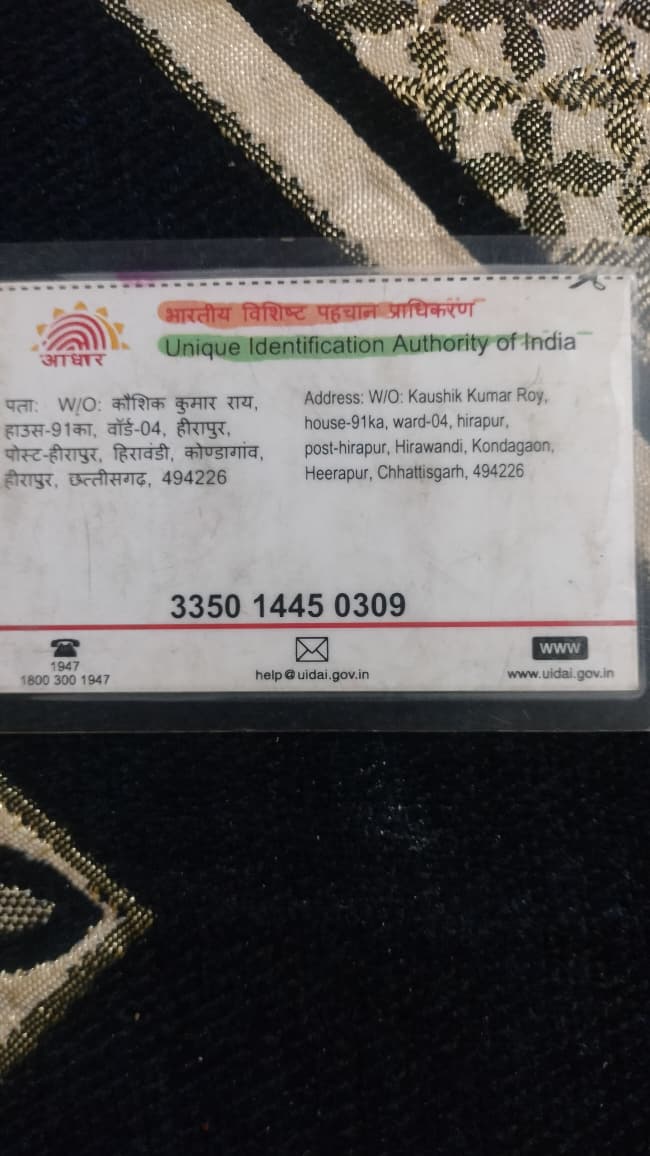 भारतीय विशिष्ट पहचान प्राधिकरण
Unique Identification Authority of India
आधार
पता: W/O: कौशिक कुमार राय,
हाउस-91का, वॉर्ड-04, हीरापुर,
पोस्ट-हीरापुर, हिरावंडी, कोण्डागांव,
हीरापुर, छत्तीसगढ़, 494226
Address: W/O: Kaushik Kumar Roy,
house-91ka, ward-04, hirapur,
post-hirapur, Hirawandi, Kondagaon,
Heerapur, Chhattisgarh, 494226
3350 1445 0309
1947
1800 300 1947
help@uidai.gov.in
www
www.uidai.gov.in